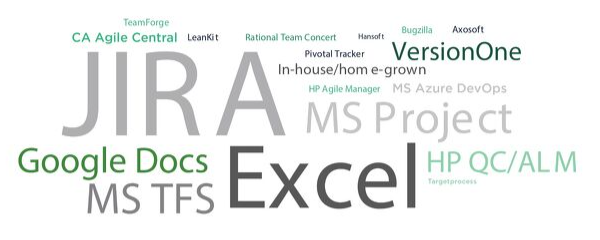 TeamForge
CA Agile Central
LeanKit
Rational Team Concert
Hansoft
Bugzilla
Axosoft
Pivotal Tracker
VersionOne
In-house/hom e-grown
JIRA
HP Agile Manager
MS Azure DevOps
MS Project
Google Docs
Excel
HP QC/ALM
Targetprocess
MS TFS